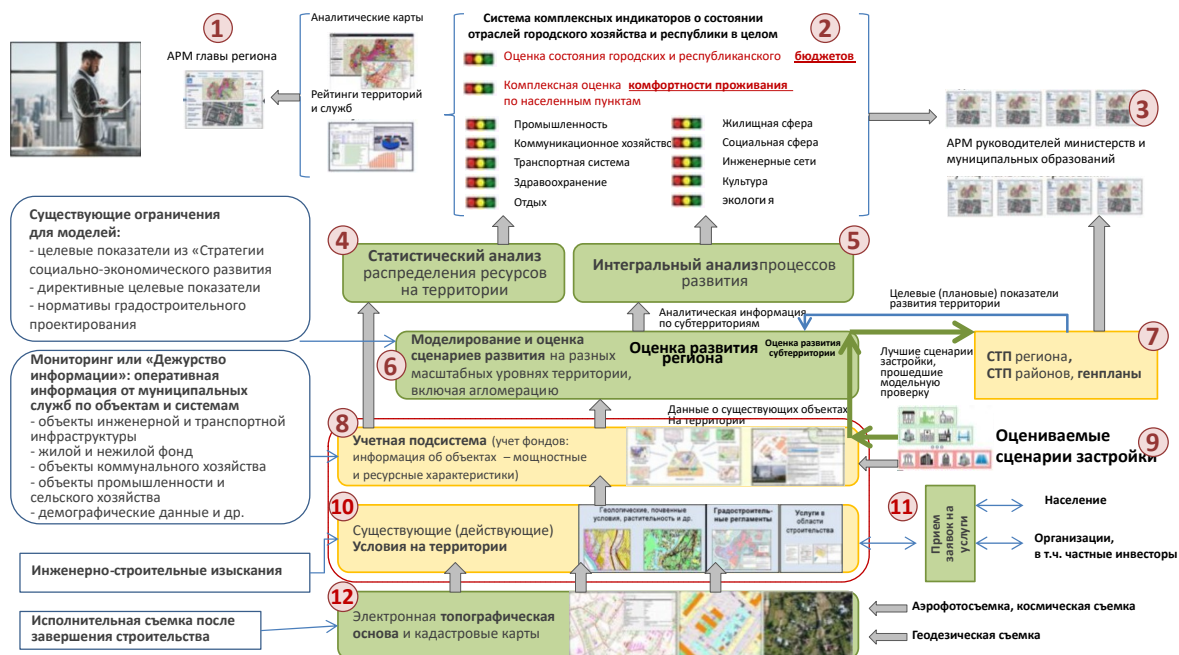 1
АРМ главы региона
Аналитические карты
Рейтинги территорий
и служб
Система комплексных индикаторов о состоянии
отраслей городского хозяйства и республики в целом
2
Оценка состояния городских и республиканского бюджетов
Комплексная оценка комфортности проживания
по населенным пунктам
Промышленность
Коммуникационное хозяйство
Транспортная система
Здравоохранение
Отдых
Жилищная сфера
Социальная сфера
Инженерные сети
Культура
экология
3
АРМ руководителей министерств и
муниципальных образований
Существующие ограничения
для моделей:
- целевые показатели из «Стратегии
социально-экономического развития
- директивные целевые показатели
- нормативы градостроительного
проектирования
4
Статистический анализ
распределения ресурсов
на территории
5
Интегральный анализ процессов
развития
Аналитическая информация
по субтерриториям
Целевые (плановые) показатели
развития территории
6
Моделирование и оценка
сценариев развития на разных
масштабных уровнях территории,
включая агломерацию
Оценка развития
региона
Оценка развития
субтерритории
Лучшие сценарии
застройки,
прошедшие
модельную
проверку
7
СТП региона,
СТП районов, генпланы
Мониторинг или «Дежурство
информации»: оперативная
информация от муниципальных
служб по объектам и системам
- объекты инженерной и транспортной
инфраструктуры
- жилой и нежилой фонд
- объекты коммунального хозяйства
- объекты промышленности и
сельского хозяйства
- демографические данные и др.
Данные о существующих объектах
На территории
8
Учетная подсистема (учет фондов:
информация об объектах – мощностные
и ресурсные характеристики)
9
Оцениваемые
сценарии застройки
10
Существующие (действующие)
Условия на территории
Геологические, почвенные
условия, растительность и др.
Градостроитель-
ные регламенты
Услуги в
области
строительства
11
Прием
заявок на
услуги
Население
Организации,
в т.ч. частные инвесторы
Инженерно-строительные изыскания
Исполнительная съемка после
завершения строительства
12
Электронная топографическая
основа и кадастровые карты
Аэрофотосъемка, космическая съемка
Геодезическая съемка